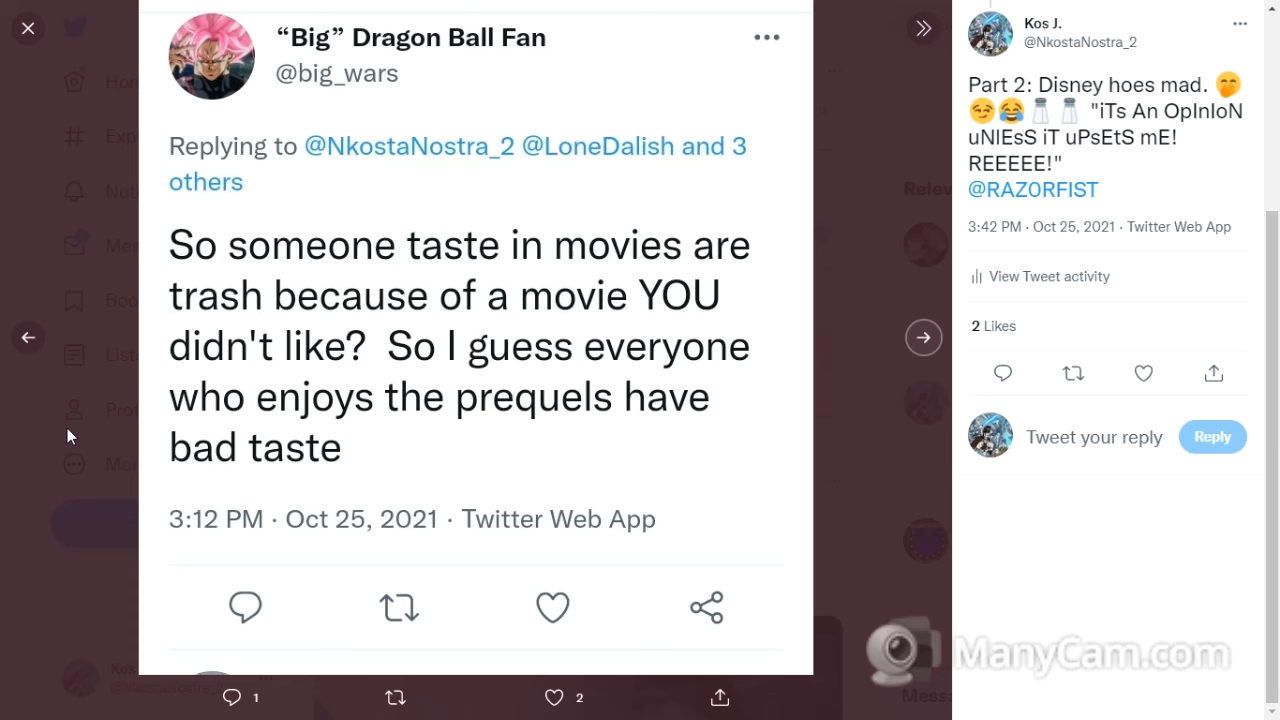 “Big” Dragon Ball Fan
@big_wars
Replying to @NkostaNostra_2 @LoneDalish and 3
others
So someone taste in movies are
trash because of a movie YOU
didn't like? So I guess everyone
who enjoys the prequels have
bad taste
3:12 PM · Oct 25, 2021 · Twitter Web App
1
2
Kos J.
@NkostaNostra_2
Part 2: Disney hoes mad. 🤭
😏😂🧂🧂 "iTs An OpInIoN
uNlEsS iT uPsEtS mE!
REEEEE!"
@RAZ0RFIST
3:42 PM · Oct 25, 2021 · Twitter Web App
View Tweet activity
2 Likes
Tweet your reply
Reply
ManyCam.com